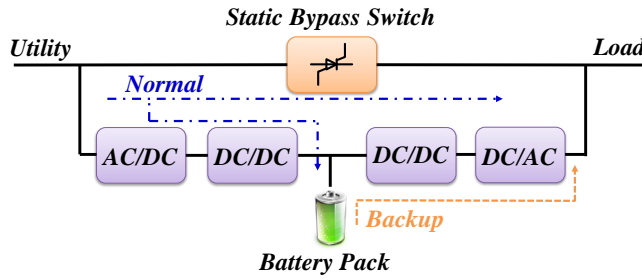 Static Bypass Switch
Utility
Load
Normal
AC/DC
DC/DC
DC/DC
DC/AC
Backup
Battery Pack